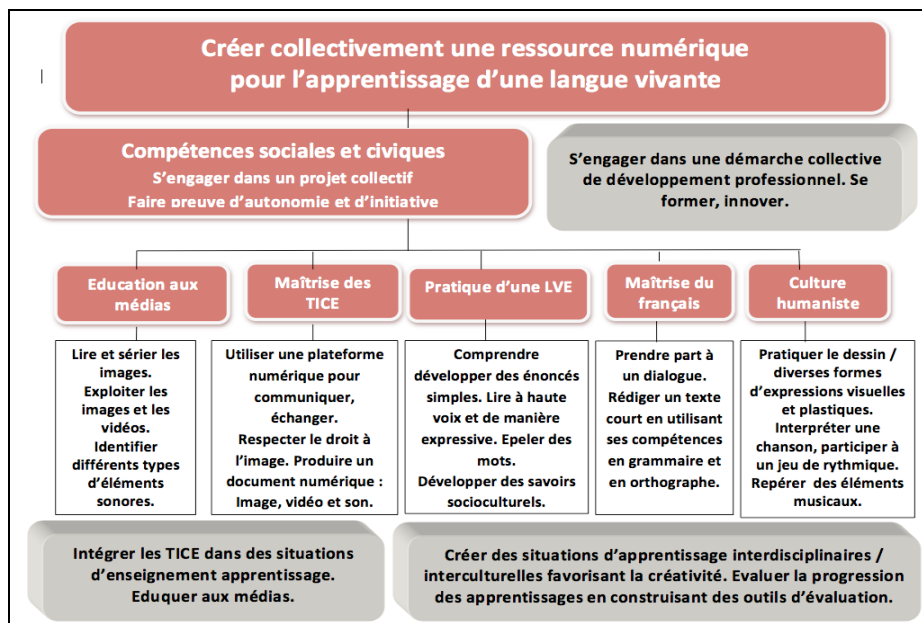 Créer collectivement une ressource numérique
pour l’apprentissage d’une langue vivante
Compétences sociales et civiques
S’engager dans un projet collectif
Faire preuve d’autonomie et d’initiative
S’engager dans une démarche collective
de développement professionnel. Se
former, innover.
Education aux
médias
Maîtrise des
TICE
Pratique d’une LVE
Maîtrise du
français
Culture
humaniste
Lire et sérier les
images.
Exploiter les
images et les
vidéos.
Identifier
différents types
d’éléments
sonores.
Utiliser une plateforme
numérique pour
communiquer,
échanger.
Respecter le droit à
l’image. Produire un
document numérique :
Image, vidéo et son.
Comprendre
développer des énoncés
simples. Lire à haute
voix et de manière
expressive. Epeler des
mots.
Développer des savoirs
socioculturels.
Prendre part à
un dialogue.
Rédiger un texte
court en utilisant
ses compétences
en grammaire et
en orthographe.
Pratiquer le dessin /
diverses formes
d’expressions visuelles
et plastiques.
Interpréter une
chanson, participer à
un jeu de rythmique.
Repérer des éléments
musicaux.
Intégrer les TICE dans des situations
d’enseignement apprentissage.
Eduquer aux médias.
Créer des situations d’apprentissage interdisciplinaires /
interculturelles favorisant la créativité. Evaluer la progression
des apprentissages en construisant des outils d’évaluation.